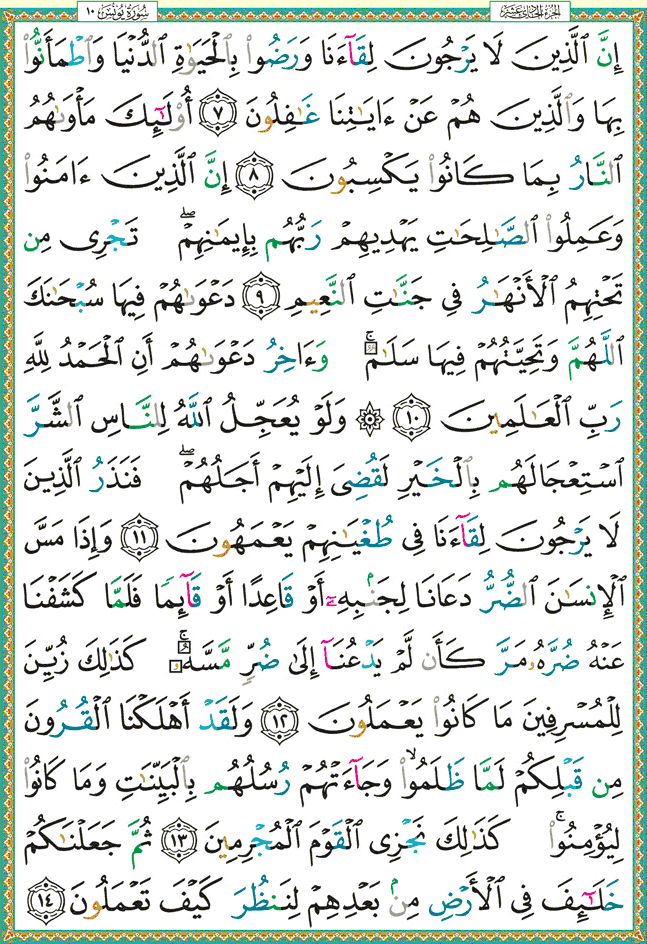 سُورَةُ يُونُسَ ١٠
الجزء الحادي عشر
إِنَّ ٱلَّذِينَ لَا يَرْجُونَ لِقَآءَنَا وَرَضُوا۟ بِٱلْحَيَوٰةِ ٱلدُّنْيَا وَٱطْمَأَنُّوا۟
بِهَا وَٱلَّذِينَ هُمْ عَنْ ءَايَـٰتِنَا غَـٰفِلُونَ ٧ أُو۟لَـٰٓئِكَ مَأْوَىٰهُمُ
ٱلنَّارُ بِمَا كَانُوا۟ يَكْسِبُونَ ٨ إِنَّ ٱلَّذِينَ ءَامَنُوا۟
وَعَمِلُوا۟ ٱلصَّـٰلِحَـٰتِ يَهْدِيهِمْ رَبُّهُم بِإِيمَـٰنِهِمْ ۖ تَجْرِى مِن
تَحْتِهِمُ ٱلْأَنْهَـٰرُ فِى جَنَّـٰتِ ٱلنَّعِيمِ ٩ دَعْوَىٰهُمْ فِيهَا سُبْحَـٰنَكَ
ٱللَّهُمَّ وَتَحِيَّتُهُمْ فِيهَا سَلَـٰمٌ ۚ وَءَاخِرُ دَعْوَىٰهُمْ أَنِ ٱلْحَمْدُ لِلَّهِ
رَبِّ ٱلْعَـٰلَمِينَ ١٠ ۞ وَلَوْ يُعَجِّلُ ٱللَّهُ لِلنَّاسِ ٱلشَّرَّ
ٱسْتِعْجَالَهُم بِٱلْخَيْرِ لَقُضِىَ إِلَيْهِمْ أَجَلُهُمْ ۖ فَنَذَرُ ٱلَّذِينَ
لَا يَرْجُونَ لِقَآءَنَا فِى طُغْيَـٰنِهِمْ يَعْمَهُونَ ١١ وَإِذَا مَسَّ
ٱلْإِنسَـٰنَ ٱلضُّرُّ دَعَانَا لِجَنۢبِهِۦٓ أَوْ قَاعِدًا أَوْ قَآئِمًا فَلَمَّا كَشَفْنَا
عَنْهُ ضُرَّهُۥ مَرَّ كَأَن لَّمْ يَدْعُنَآ إِلَىٰ ضُرٍّ مَّسَّهُۥ ۚ كَذَٰلِكَ زُيِّنَ
لِلْمُسْرِفِينَ مَا كَانُوا۟ يَعْمَلُونَ ١٢ وَلَقَدْ أَهْلَكْنَا ٱلْقُرُونَ
مِن قَبْلِكُمْ لَمَّا ظَلَمُوا۟ ۙ وَجَآءَتْهُمْ رُسُلُهُم بِٱلْبَيِّنَـٰتِ وَمَا كَانُوا۟
لِيُؤْمِنُوا۟ ۚ كَذَٰلِكَ نَجْزِى ٱلْقَوْمَ ٱلْمُجْرِمِينَ ١٣ ثُمَّ جَعَلْنَـٰكُمْ
خَلَـٰٓئِفَ فِى ٱلْأَرْضِ مِنۢ بَعْدِهِمْ لِنَنظُرَ كَيْفَ تَعْمَلُونَ ١٤